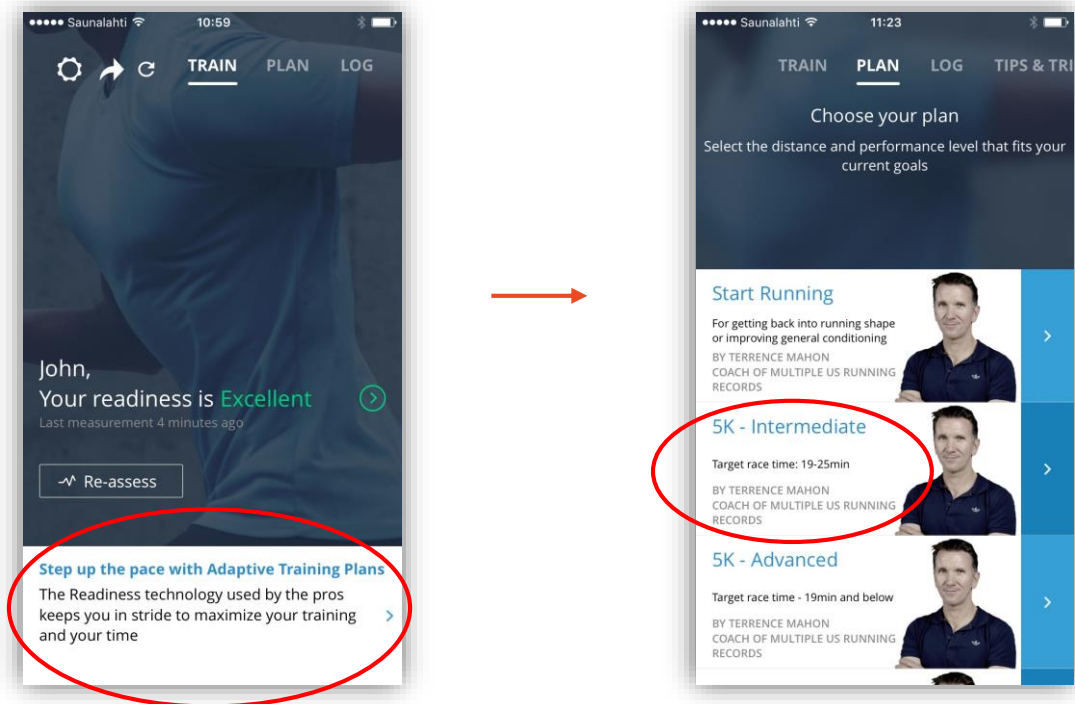 Saunalahti 10:59
TRAIN PLAN LOG
John,
Your readiness is Excellent
Last measurement 4 minutes ago
Re-assess
Step up the pace with Adaptive Training Plans
The Readiness technology used by the pros
keeps you in stride to maximize your training
and your time
Saunalahti 11:23
TRAIN PLAN LOG TIPS & TRI
Choose your plan
Select the distance and performance level that fits your
current goals
Start Running
For getting back into running shape
or improving general conditioning
BY TERRENCE MAHON
COACH OF MULTIPLE US RUNNING
RECORDS
5K - Intermediate
Target race time: 19-25min
BY TERRENCE MAHON
COACH OF MULTIPLE US RUNNING
RECORDS
5K - Advanced
Target race time - 19min and below
BY TERRENCE MAHON
COACH OF MULTIPLE US RUNNING
RECORDS